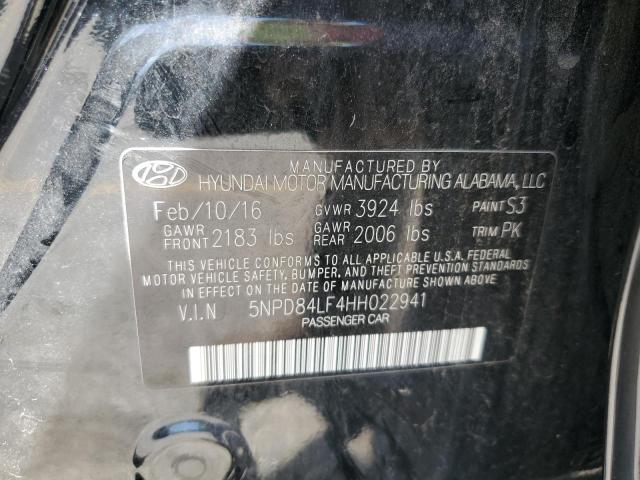 MANUFACTURED BY
HYUNDAI MOTOR MANUFACTURING ALABAMA, LLC
Feb/10/16 GVWR 3924 lbs PAINT S3
GAWR FRONT 2183 lbs GAWR REAR 2006 lbs TRIM PK
THIS VEHICLE CONFORMS TO ALL APPLICABLE U.S.A. FEDERAL
MOTOR VEHICLE SAFETY, BUMPER, AND THEFT PREVENTION STANDARDS
IN EFFECT ON THE DATE OF MANUFACTURE SHOWN ABOVE.
V.I.N 5NPD84LF4HH022941
PASSENGER CAR